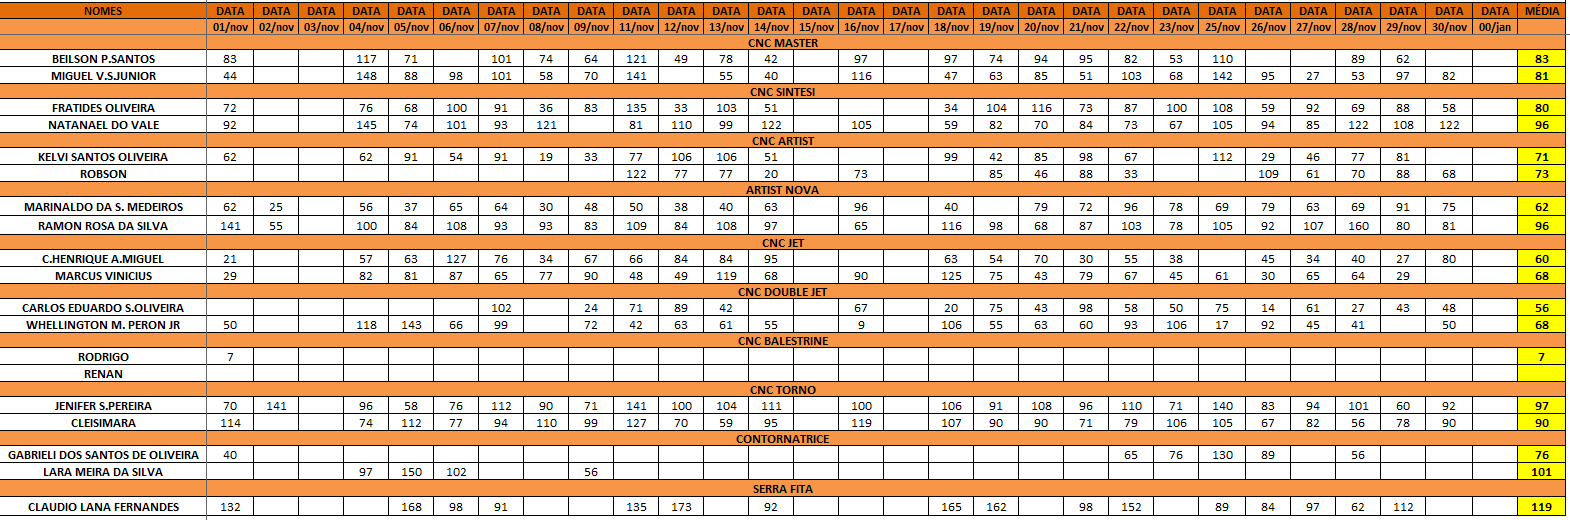 NOMES DATA DATA DATA DATA DATA DATA DATA DATA DATA DATA DATA DATA DATA DATA DATA DATA DATA DATA DATA DATA DATA DATA DATA DATA DATA DATA DATA DATA MÉDIA
01/nov 02/nov 03/nov 04/nov 05/nov 06/nov 07/nov 08/nov 09/nov 11/nov 12/nov 13/nov 14/nov 15/nov 16/nov 17/nov 18/nov 19/nov 20/nov 21/nov 22/nov 23/nov 25/nov 26/nov 27/nov 28/nov 29/nov 30/nov 00/jan
CNC MASTER
BEILSON P.SANTOS 83 117 71 101 74 64 121 49 78 42 97 97 74 94 95 82 53 110 89 62 83
MIGUEL V.S.JUNIOR 44 148 88 98 101 58 70 141 55 40 116 47 63 85 51 103 68 142 95 27 53 97 82 81
CNC SINTESI
FRATIDES OLIVEIRA 72 76 68 100 91 36 83 135 33 103 51 34 104 116 73 87 100 108 59 92 69 88 58 80
NATANAEL DO VALE 92 145 74 101 93 121 81 110 99 122 105 59 82 70 84 73 67 105 94 85 122 108 122 96
CNC ARTIST
KELVI SANTOS OLIVEIRA 62 62 91 54 91 19 33 77 106 106 51 99 42 85 98 67 112 29 46 77 81 71
ROBSON 122 77 77 20 73 85 46 88 33 109 61 70 88 68 73
ARTIST NOVA
MARINALDO DA S. MEDEIROS 62 25 56 37 65 64 30 48 50 38 40 63 96 40 79 72 96 78 69 79 63 69 91 75 62
RAMON ROSA DA SILVA 141 55 100 84 108 93 93 83 109 84 108 97 65 116 98 68 87 103 78 105 92 107 160 80 81 96
CNC JET
C.HENRIQUE A.MIGUEL 21 57 63 127 76 34 67 66 84 84 95 63 54 70 30 55 38 45 34 40 27 80 60
MARCUS VINICIUS 29 82 81 87 65 77 90 48 49 119 68 90 125 75 43 79 67 45 61 30 65 64 29 68
CNC DOUBLE JET
CARLOS EDUARDO S.OLIVEIRA 102 24 71 89 42 67 20 75 43 98 58 50 75 14 61 27 43 48 56
WHELLINGTON M. PERON JR 50 118 143 66 99 72 42 63 61 55 9 106 55 63 60 93 106 17 92 45 41 50 68
CNC BALESTRINE
RODRIGO 7 7
RENAN
CNC TORNO
JENIFER S.PEREIRA 70 141 96 58 76 112 90 71 141 100 104 111 100 106 91 108 96 110 71 140 83 94 101 60 92 97
CLEISIMARA 114 74 112 77 94 110 99 127 70 59 95 119 107 90 90 71 79 106 105 67 82 56 78 90 90
CONTORNATRICE
GABRIELI DOS SANTOS DE OLIVEIRA 40 65 76 130 89 56 76
LARA MEIRA DA SILVA 97 150 102 56 101
SERRA FITA
CLAUDIO LANA FERNANDES 132 168 98 91 135 173 92 165 162 98 152 89 84 97 62 112 119